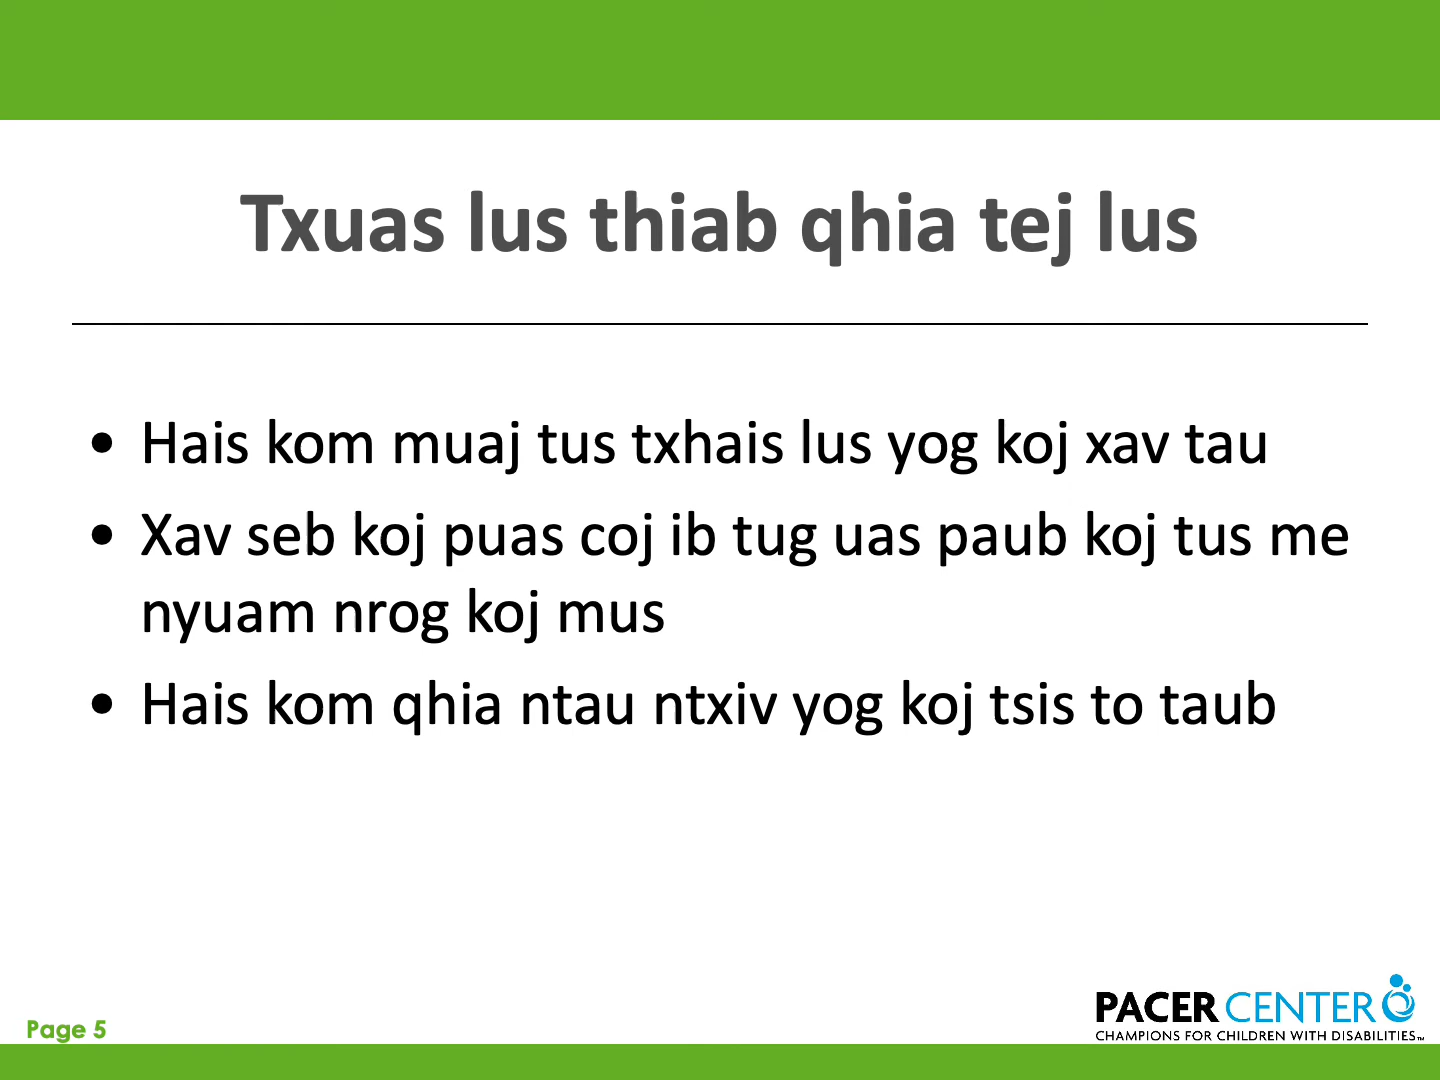 Txuas lus thiab qhia tej lus
• Hais kom muaj tus txhais lus yog koj xav tau
• Xav seb koj puas coj ib tug uas paub koj tus me
nyuam nrog koj mus
• Hais kom qhia ntau ntxiv yog koj tsis to taub
Page 5
PACER CENTER
CHAMPIONS FOR CHILDREN WITH DISABILITIES™